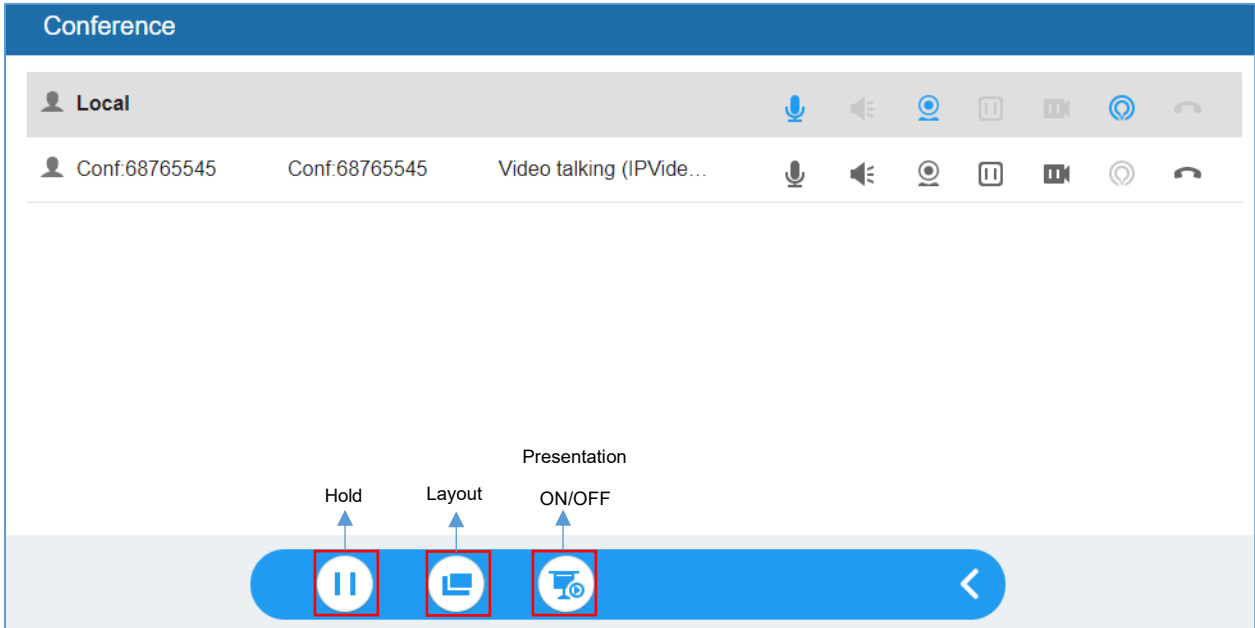 Conference
Local
Conf:68765545 Conf:68765545 Video talking (IPVide...
Presentation
Hold Layout ON/OFF